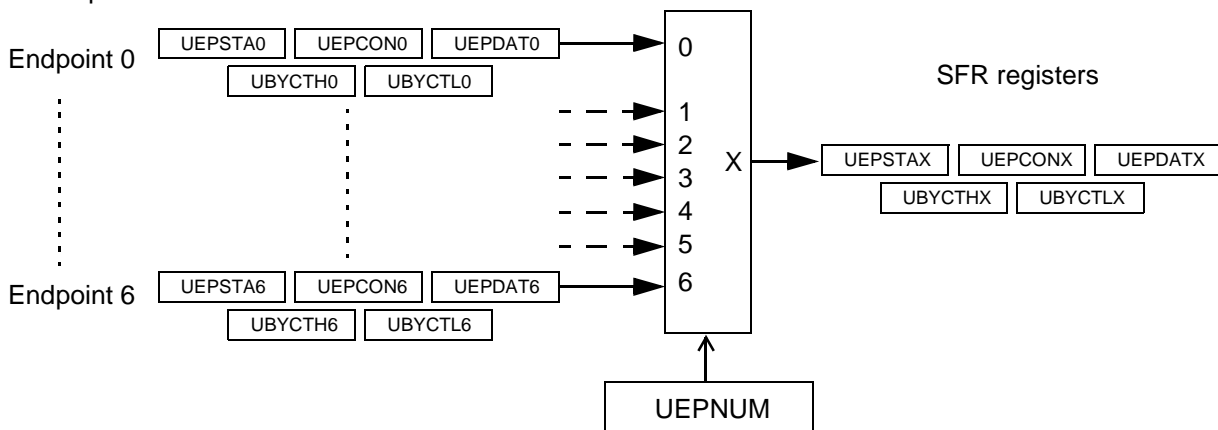 Endpoint 0
UEPSTA0 UEPCON0 UEPDAT0
UBYCTH0 UBYCTL0
0
1
2
3
4
5
6
X
SFR registers
UEPSTAX UEPCONX UEPDATX
UBYCTHX UBYCTLX
Endpoint 6
UEPSTA6 UEPCON6 UEPDAT6
UBYCTH6 UBYCTL6
UEPNUM